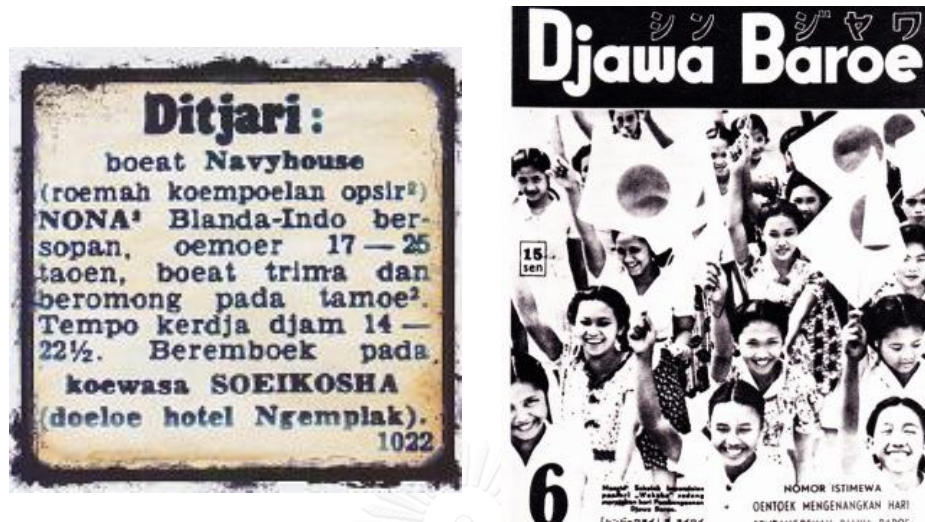 Ditjari:
boeat Navyhouse
(roemah koempoelan opsir²)
NONA² Blanda-Indo ber-
sopan, oemoer 17 — 25
taoen, boeat trima dan
beromong pada tamoe².
Tempo kerdja djam 14 —
22½. Beremboek pada
koewasa SOEIKOSHA
(doeloe hotel Ngemplak).
1022
シン ジャワ
Djawa Baroe
15
sen
6
Djawa Baroe.
NOMOR ISTIMEWA
OENTOEK MENGENANGKAN HARI